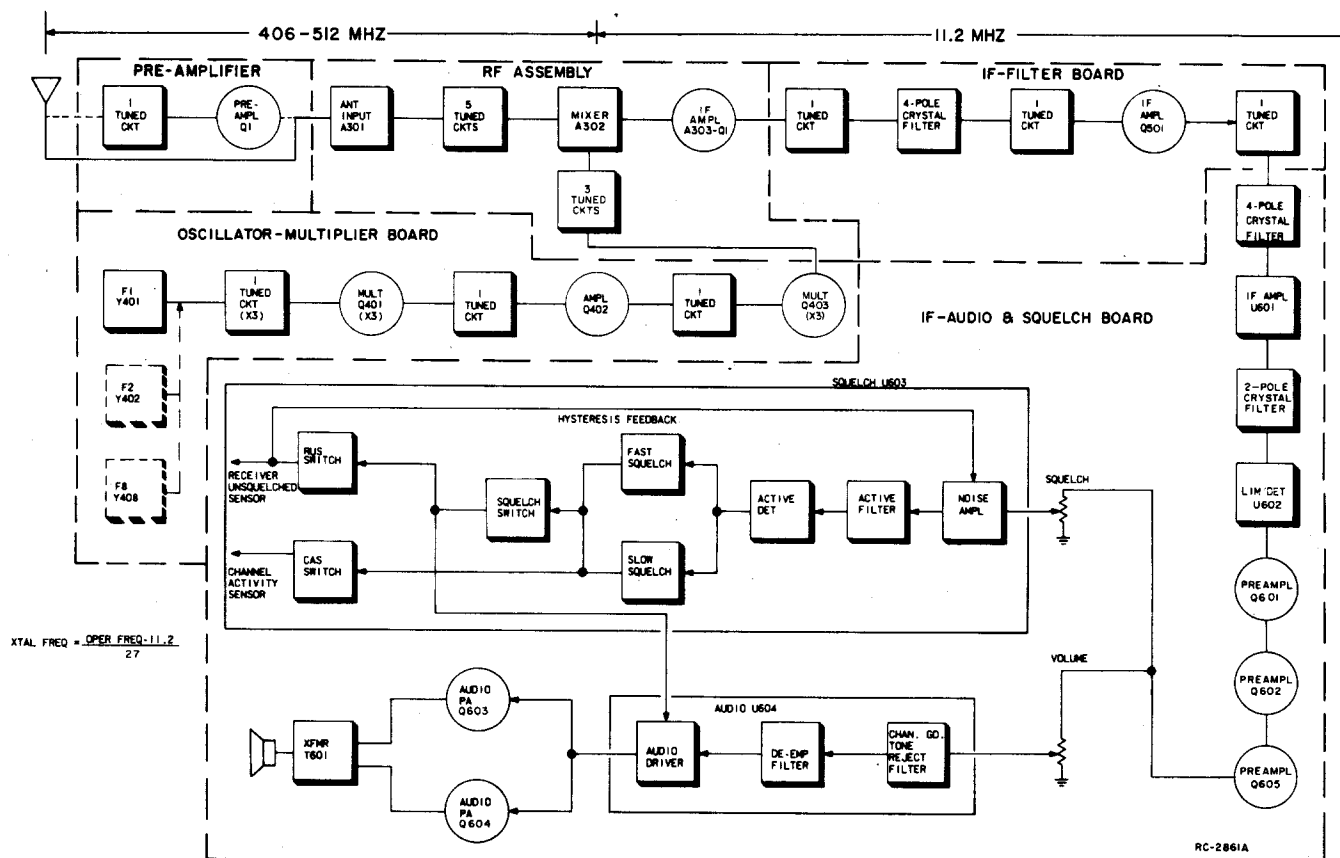 406-512 MHZ
11.2 MHZ
PRE-AMPLIFIER
RF ASSEMBLY
IF-FILTER BOARD
1
TUNED
CKT
PRE-
AMPL
Q1
ANT
INPUT
A301
5
TUNED
CKTS
MIXER
A302
IF
AMPL
A303-Q1
1
TUNED
CKT
4-POLE
CRYSTAL
FILTER
1
TUNED
CKT
IF
AMPL
Q501
1
TUNED
CKT
3
TUNED
CKTS
4-POLE
CRYSTAL
FILTER
OSCILLATOR-MULTIPLIER BOARD
F1
Y401
1
TUNED
CKT
(X3)
MULT
Q401
(X3)
1
TUNED
CKT
AMPL
Q402
1
TUNED
CKT
MULT
Q403
(X3)
IF AMPL
U601
IF-AUDIO & SQUELCH BOARD
F2
Y402
F8
Y408
2-POLE
CRYSTAL
FILTER
SQUELCH U603
HYSTERESIS FEEDBACK
RUS
SWITCH
RECEIVER
UNSQUELCHED
SENSOR
FAST
SQUELCH
SQUELCH
SWITCH
ACTIVE
DET
ACTIVE
FILTER
NOISE
AMPL
SQUELCH
LIM/DET
U602
CAS
SWITCH
CHANNEL
ACTIVITY
SENSOR
SLOW
SQUELCH
PREAMPL
Q601
XTAL FREQ = OPER FREQ-11.2
27
VOLUME
PREAMPL
Q602
AUDIO
PA
Q603
AUDIO U604
XFMR
T601
AUDIO
DRIVER
DE-EMP
FILTER
CHAN. GD.
TONE
REJECT
FILTER
PREAMPL
Q605
AUDIO
PA
Q604
RC-2861A